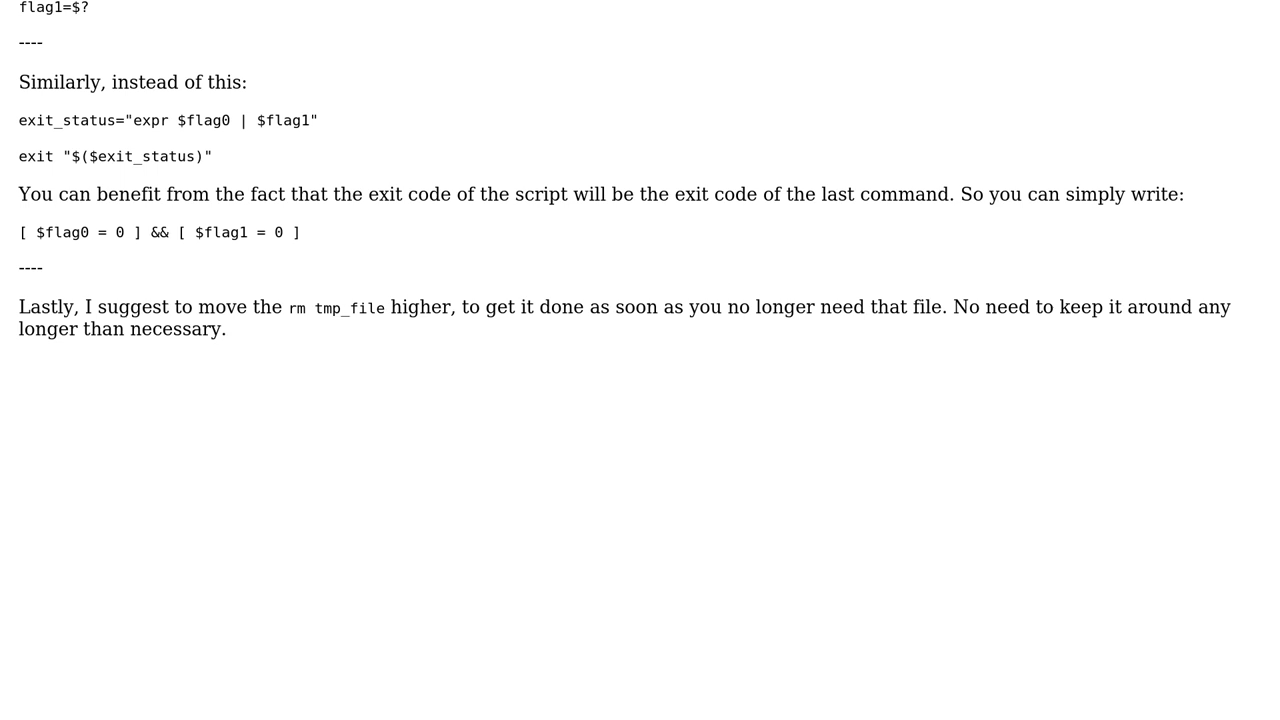 flag1=$?
----
Similarly, instead of this:
exit_status="expr $flag0 | $flag1"
exit "$($exit_status)"
You can benefit from the fact that the exit code of the script will be the exit code of the last command. So you can simply write:
[ $flag0 = 0 ] && [ $flag1 = 0 ]
----
Lastly, I suggest to move the rm tmp_file higher, to get it done as soon as you no longer need that file. No need to keep it around any
longer than necessary.